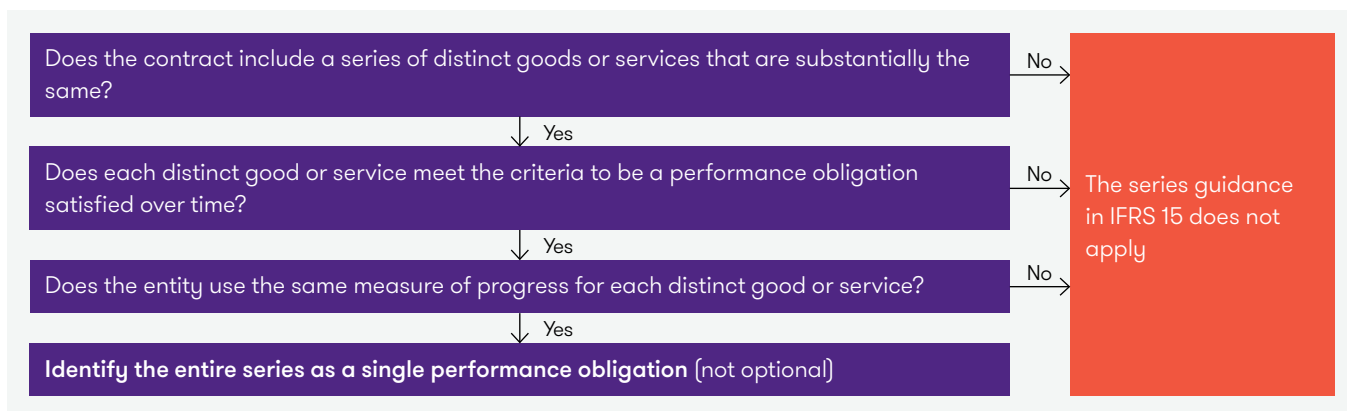 Does the contract include a series of distinct goods or services that are substantially the
same?
No
Yes
Does each distinct good or service meet the criteria to be a performance obligation
satisfied over time?
No
Yes
Does the entity use the same measure of progress for each distinct good or service?
No
Yes
Identify the entire series as a single performance obligation (not optional)
The series guidance
in IFRS 15 does not
apply